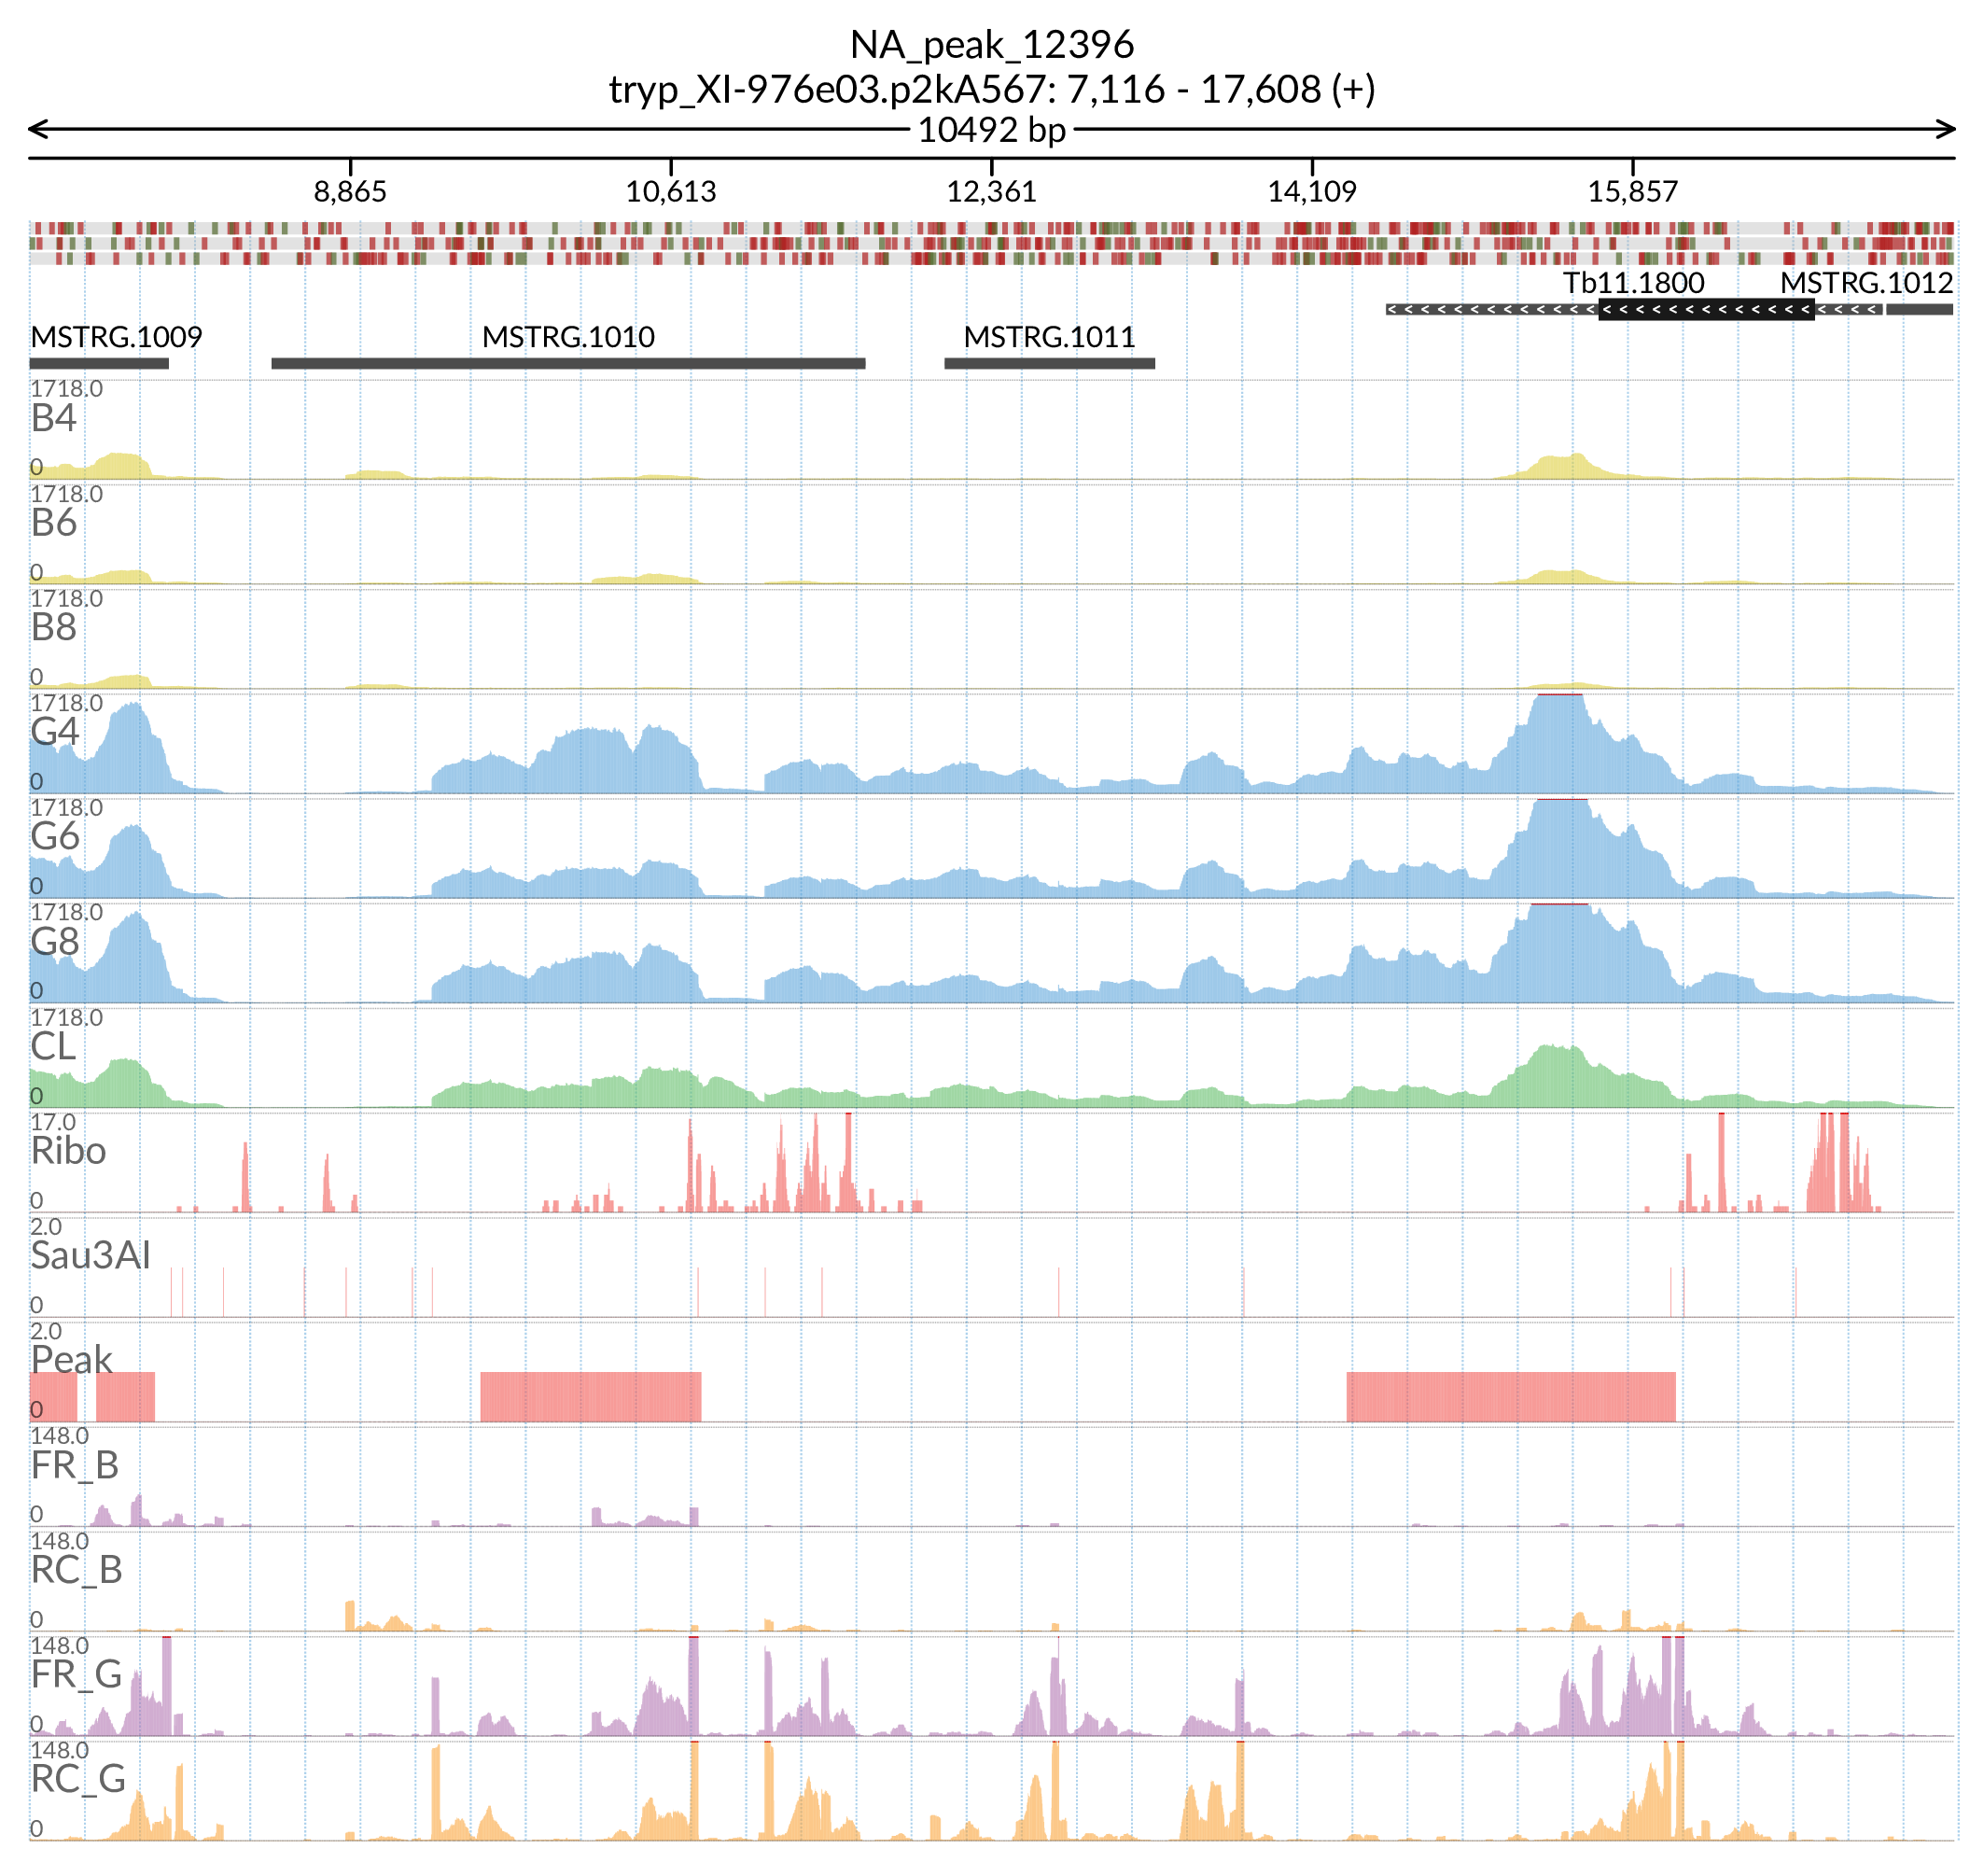 NA_peak_12396
tryp_XI-976e03.p2kA567: 7,116 - 17,608 (+)
10492 bp
8,865 10,613 12,361 14,109 15,857
Tb11.1800 MSTRG.1012
MSTRG.1009 MSTRG.1010 MSTRG.1011
1718.0
B4
0
1718.0
B6
0
1718.0
B8
0
1718.0
G4
0
1718.0
G6
0
1718.0
G8
0
1718.0
CL
0
17.0
Ribo
0
2.0
Sau3AI
0
2.0
Peak
0
148.0
FR_B
0
148.0
RC_B
0
148.0
FR_G
0
148.0
RC_G
0